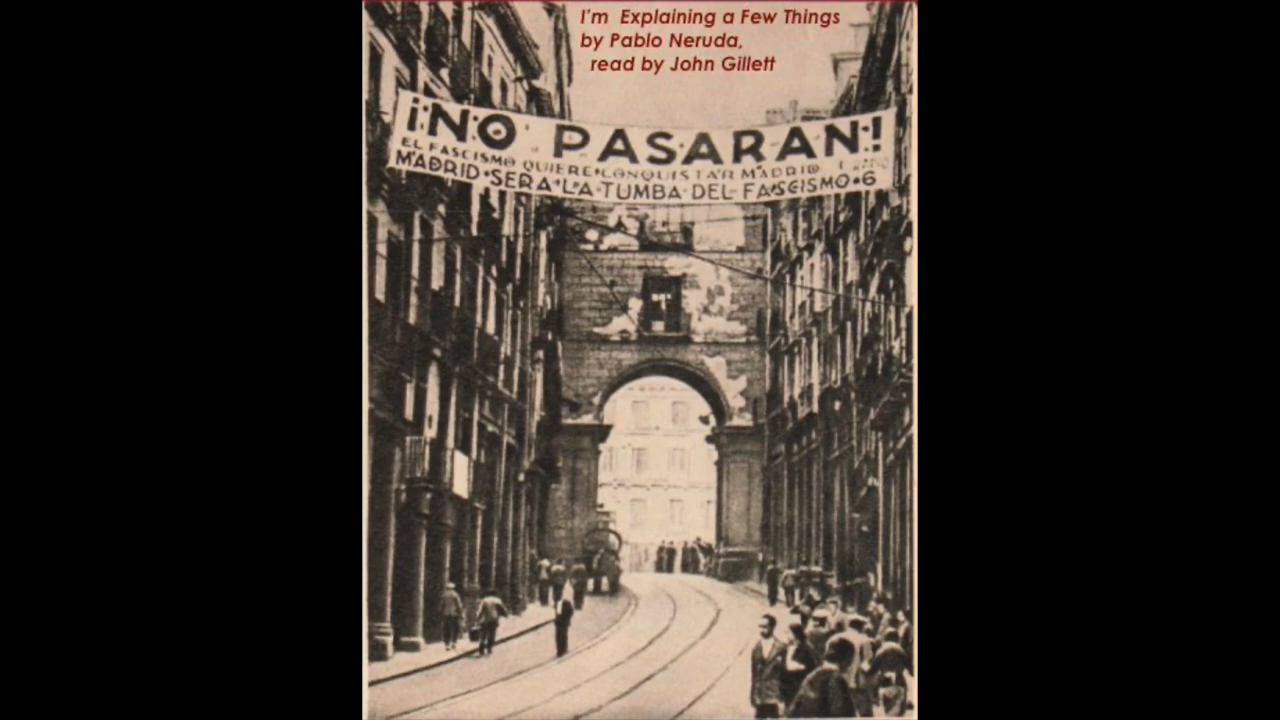 I'm Explaining a Few Things
by Pablo Neruda,
read by John Gillett
¡NO PASARAN!
EL FASCISMO QUIERE CONQUISTAR MADRID
MADRID·SERA·LA·TUMBA·DEL·FASCISMO·6